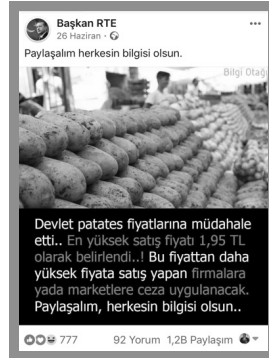 Başkan RTE
26 Haziran ·
Paylaşalım herkesin bilgisi olsun.
Bilgi Otağı
Devlet patates fiyatlarına müdahale
etti.. En yüksek satış fiyatı 1,95 TL
olarak belirlendi..! Bu fiyattan daha
yüksek fiyata satış yapan firmalara
yada marketlere ceza uygulanacak.
Paylaşalım, herkesin bilgisi olsun..
777 92 Yorum 1,2B Paylaşım